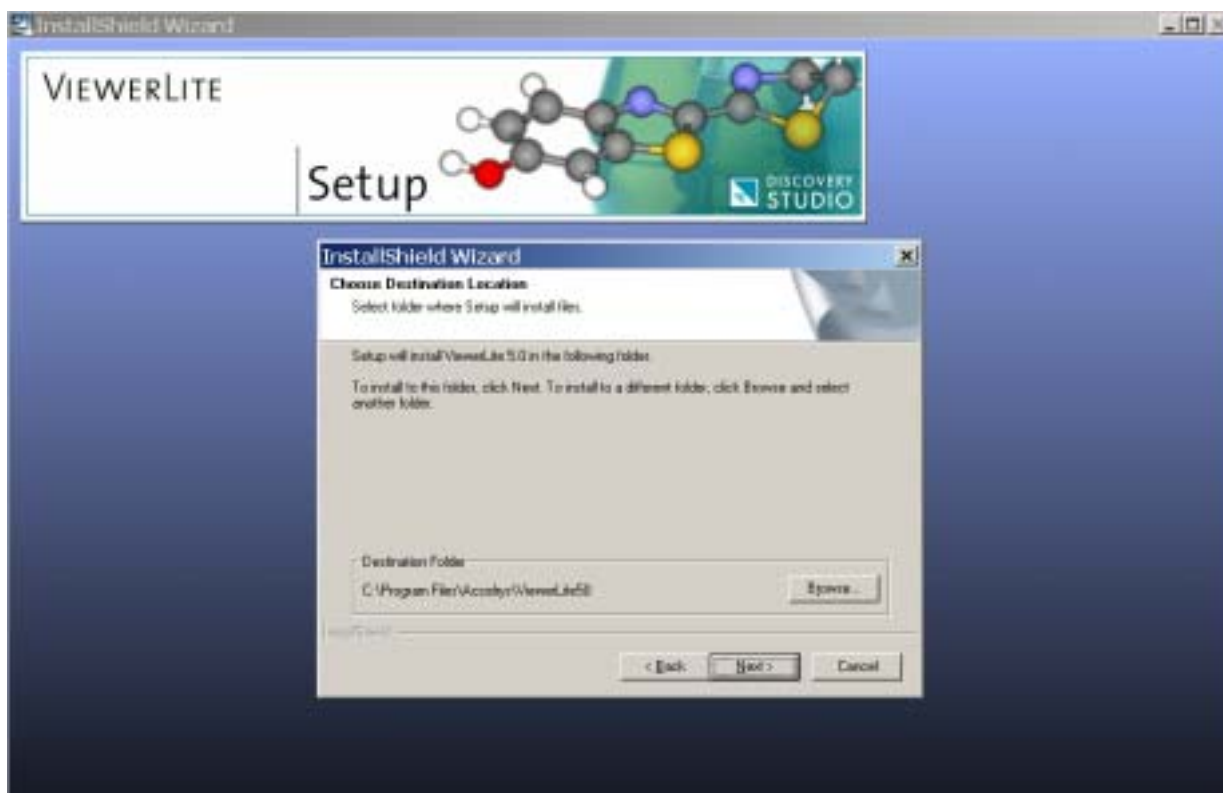 InstallShield Wizard
VIEWERLITE
Setup
DISCOVERY
STUDIO
InstallShield Wizard
Choose Destination Location
Select folder where Setup will install files.
Setup will install ViewerLite 5.0 in the following folder.
To install to this folder, click Next. To install to a different folder, click Browse and select
another folder.
Destination Folder
C:\Program Files\Accelrys\ViewerLite50
Browse...
InstallShield
< Back
Next >
Cancel